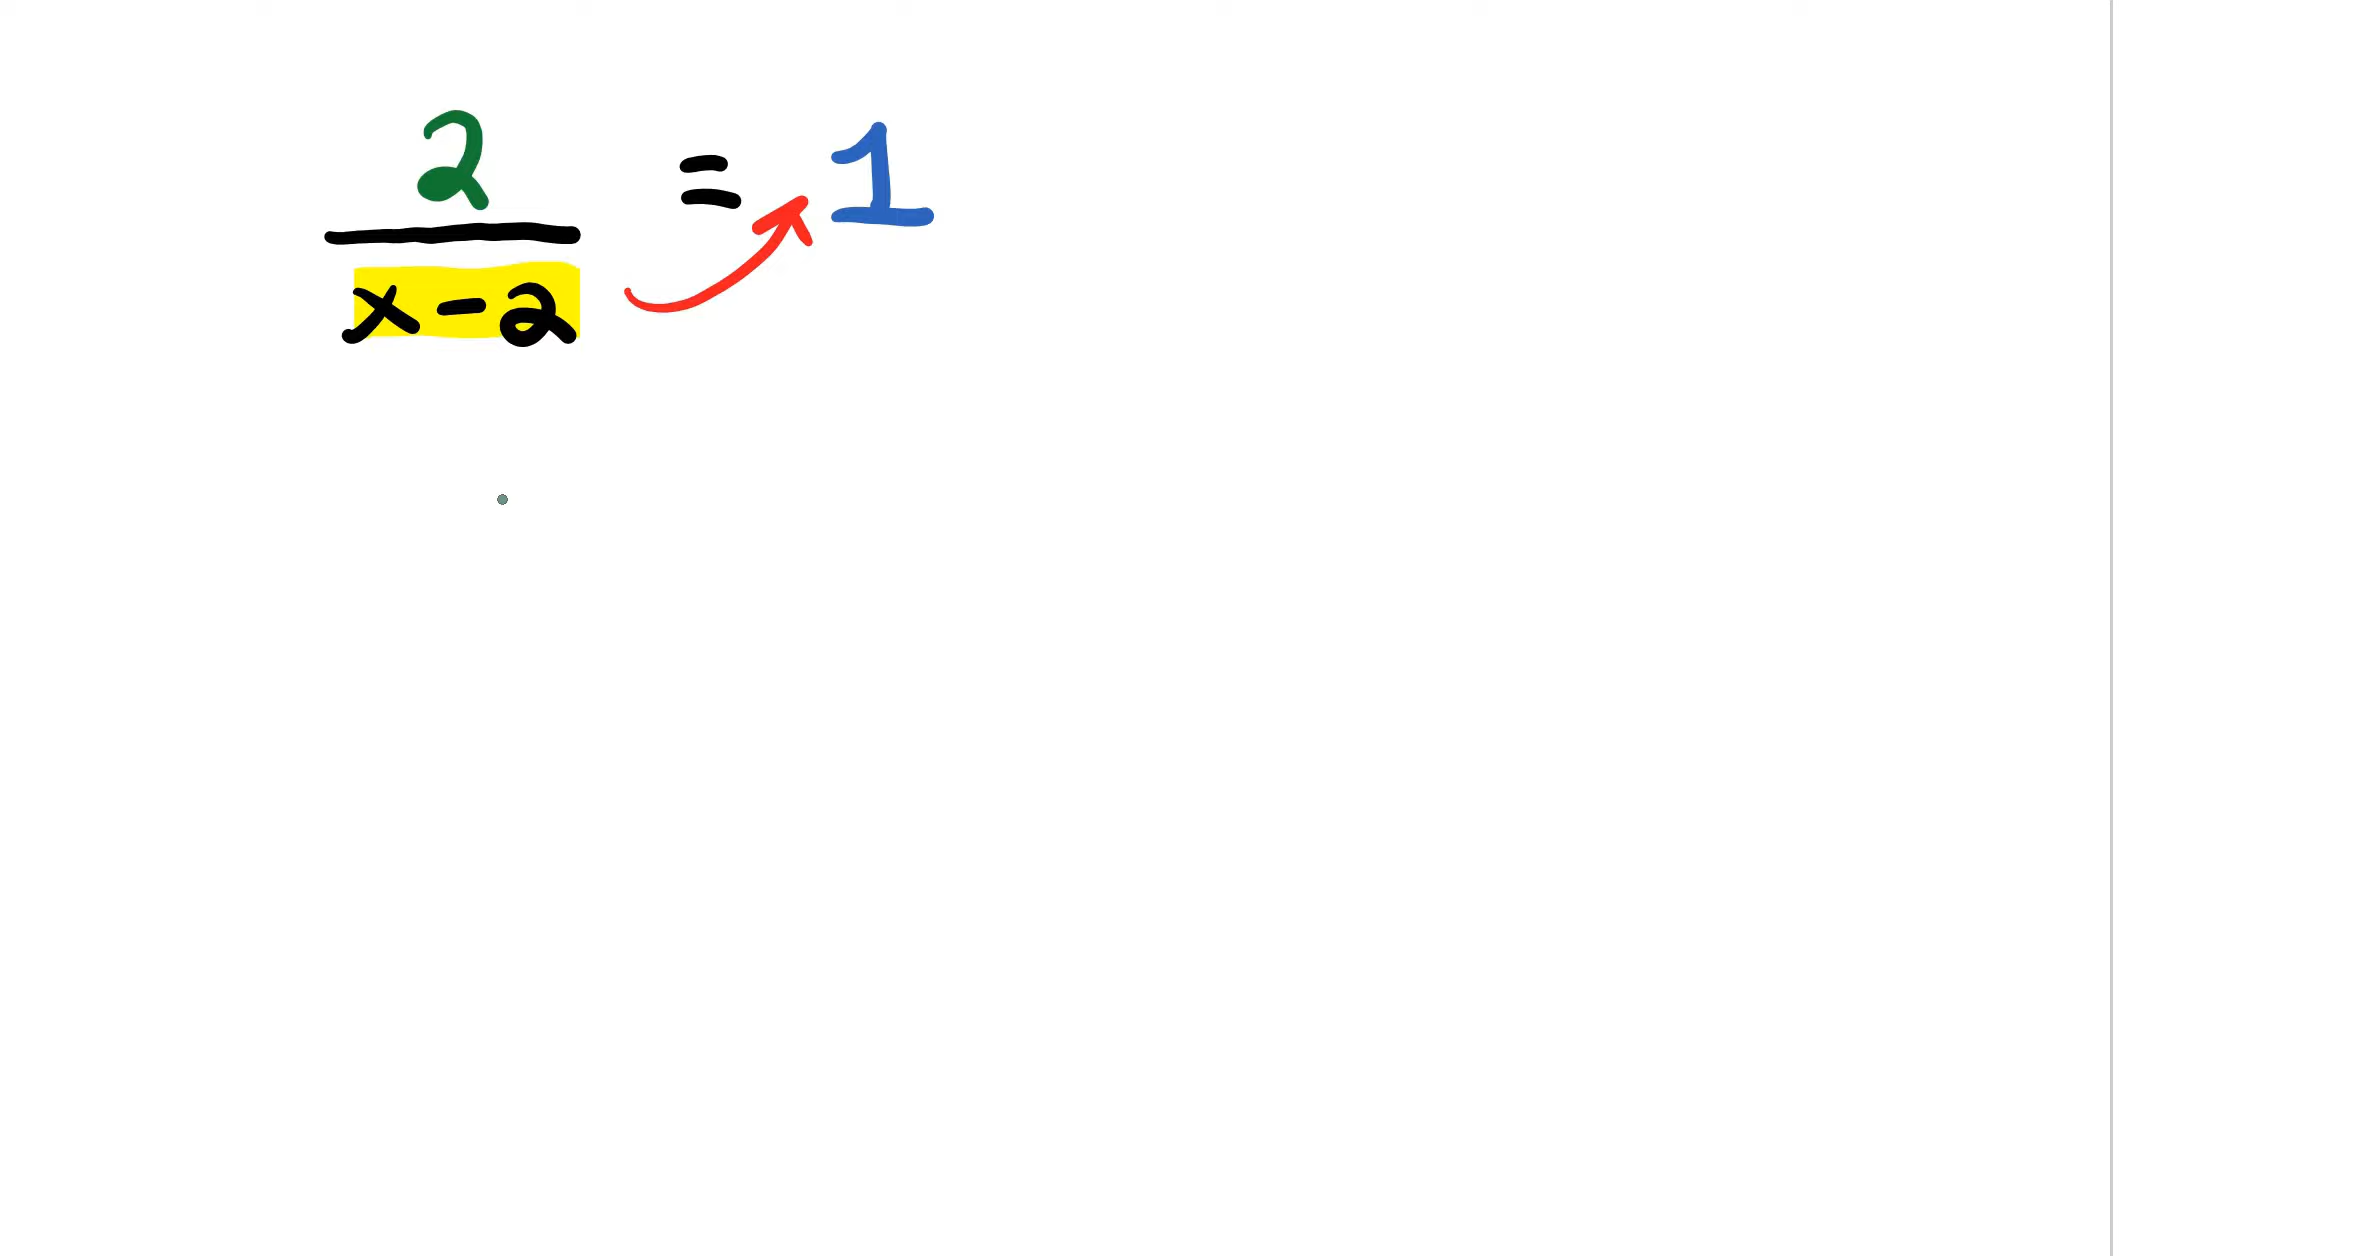 2 = 1
x - 2